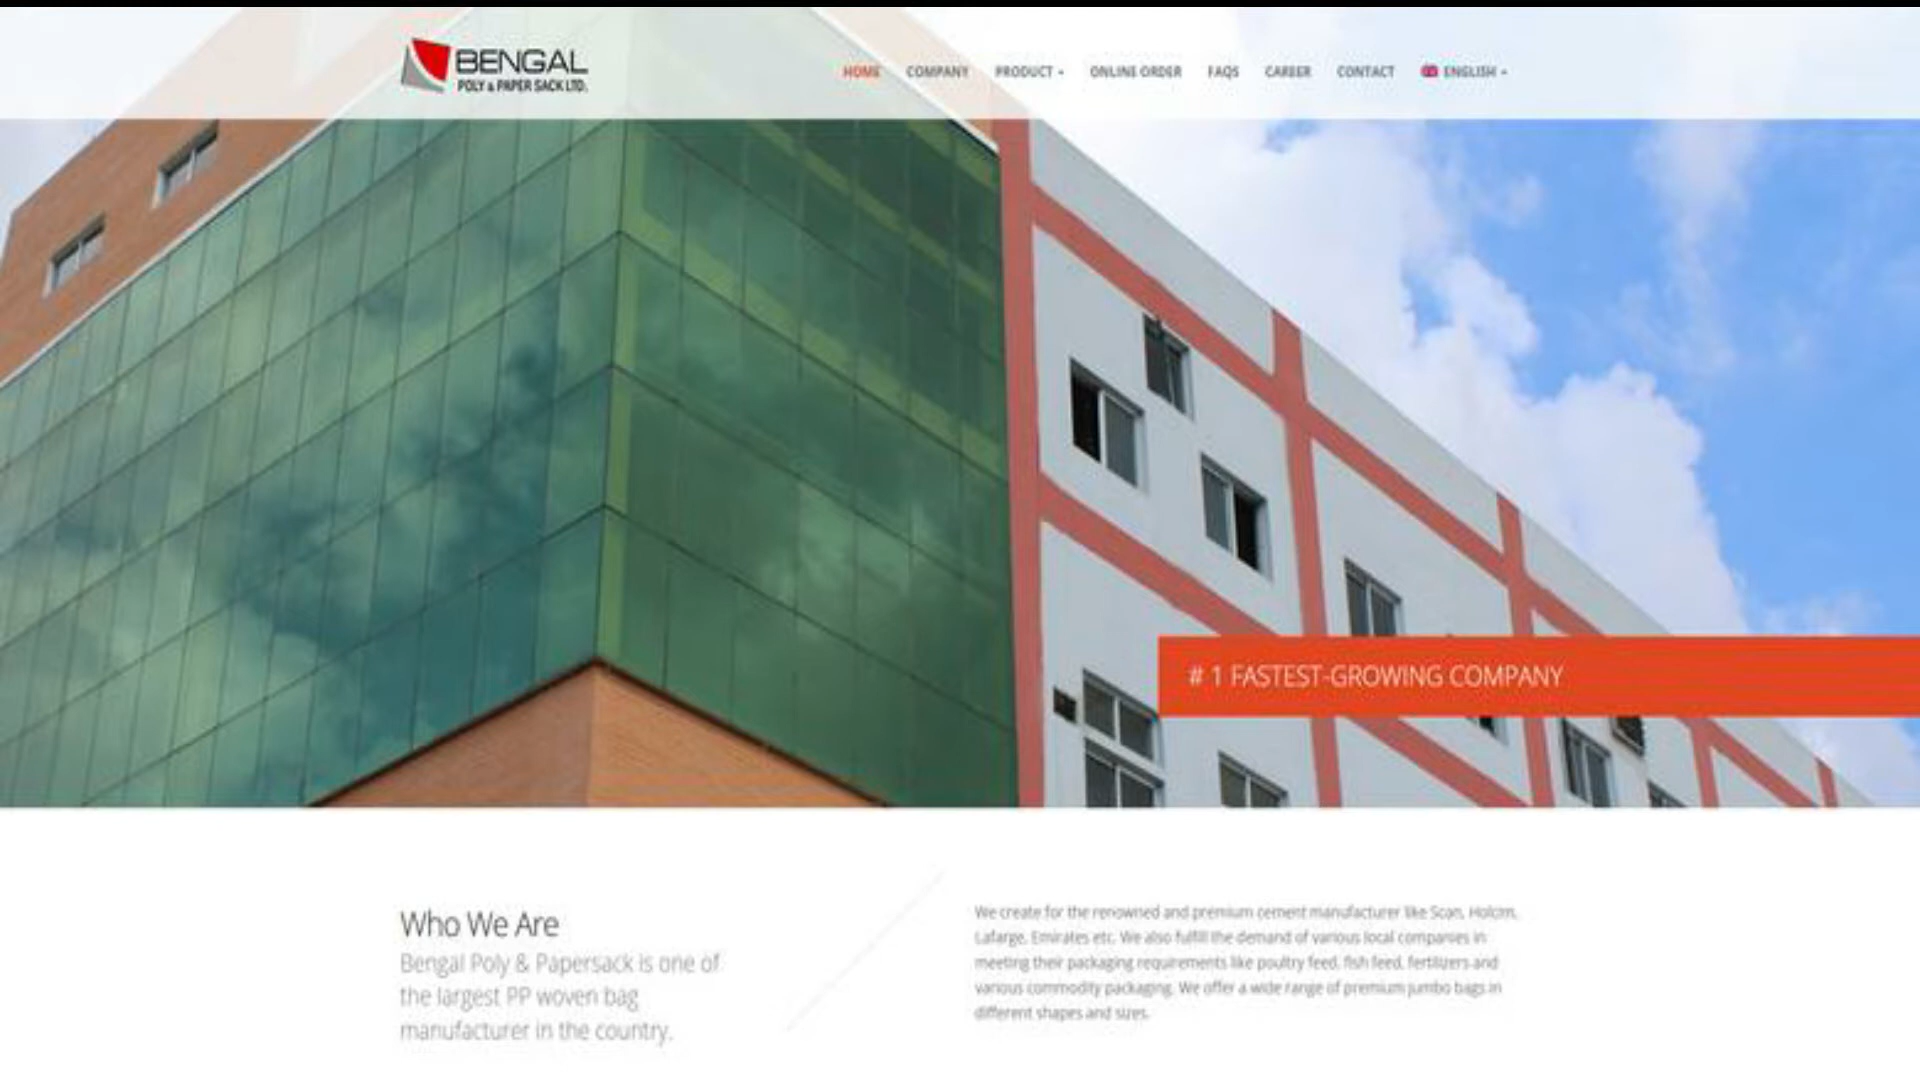 BENGAL
POLY & PAPER SACK LTD.
HOME COMPANY PRODUCT ONLINE ORDER FAQS CAREER CONTACT ENGLISH
# 1 FASTEST-GROWING COMPANY
Who We Are
Bengal Poly & Papersack is one of
the largest PP woven bag
manufacturer in the country.
We create for the renowned and premium cement manufacturer like Scan, Holcim,
Lafarge, Emirates etc. We also fulfill the demand of various local companies in
meeting their packaging requirements like poultry feed, fish feed, fertilizers and
various commodity packaging. We offer a wide range of premium jumbo bags in
different shapes and sizes.